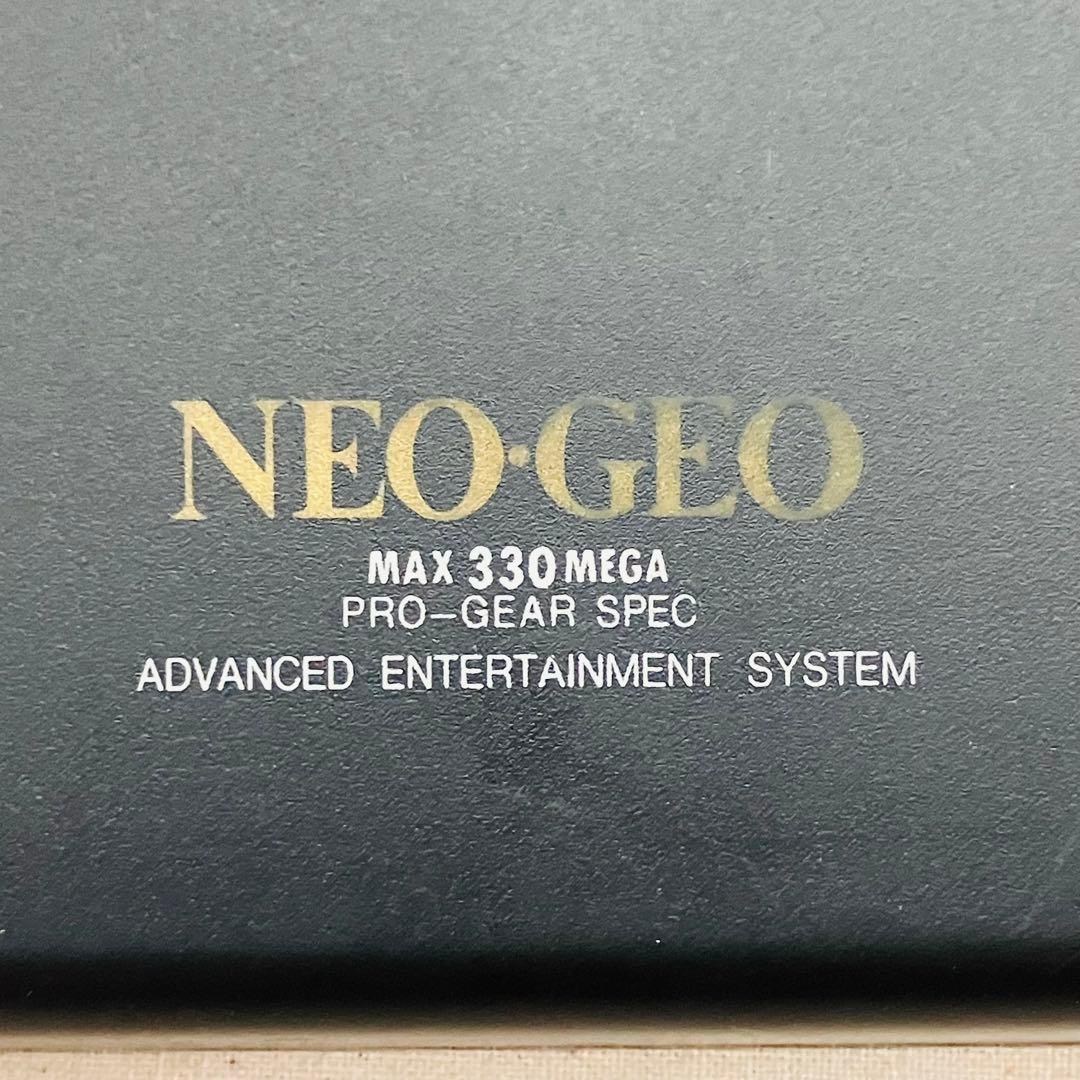 NEO·GEO
MAX 330 MEGA
PRO-GEAR SPEC
ADVANCED ENTERTAINMENT SYSTEM